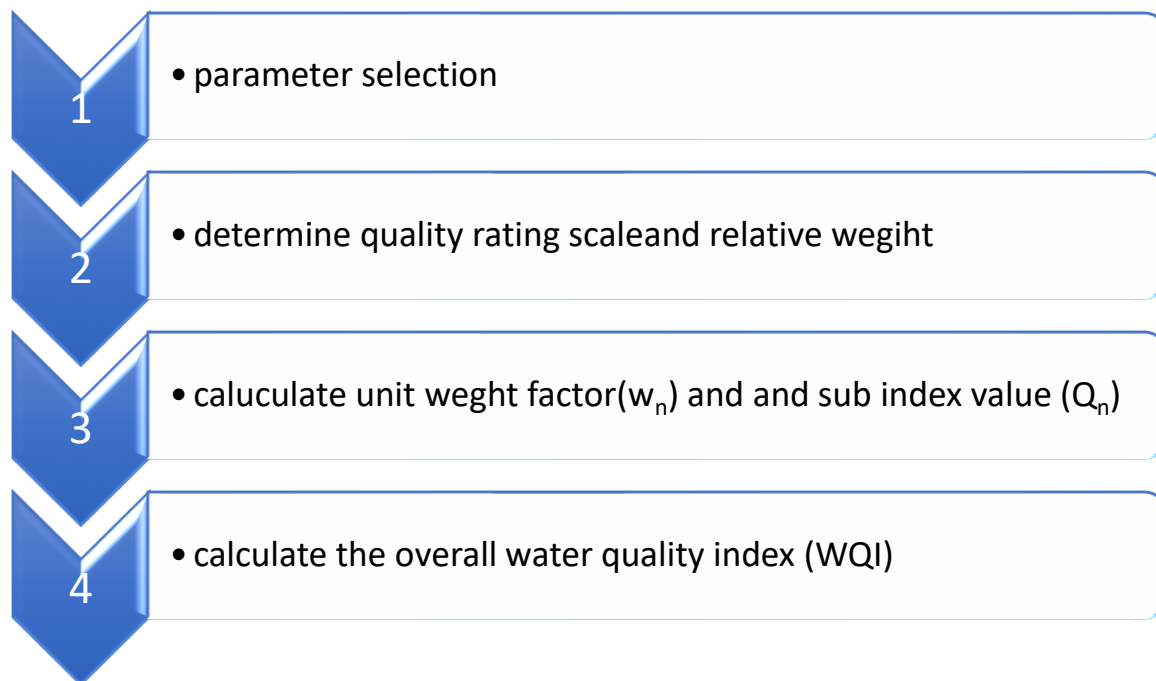 1
• parameter selection
2
• determine quality rating scaleand relative wegiht
3
• caluculate unit weght factor(wₙ) and and sub index value (Qₙ)
4
• calculate the overall water quality index (WQI)